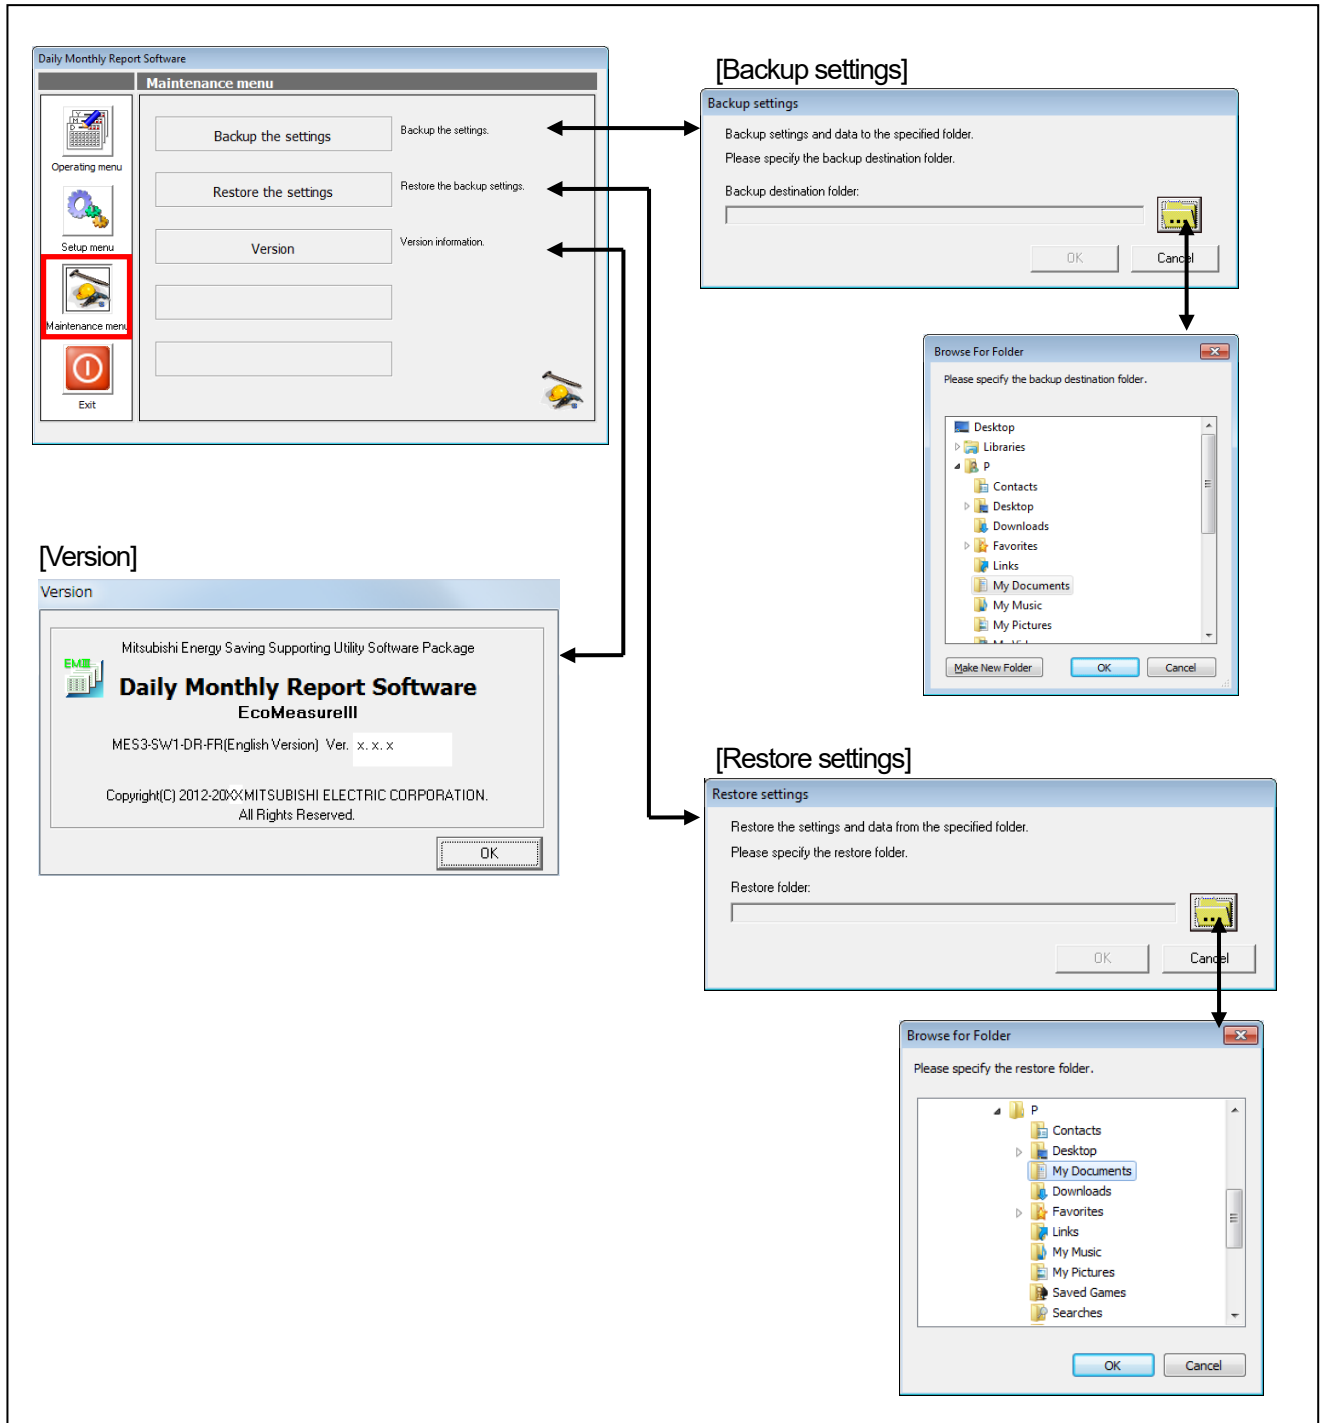 Daily Monthly Report Software
Maintenance menu
Operating menu
Setup menu
Maintenance menu
Exit
Backup the settings
Backup the settings.
Restore the settings
Restore the backup settings.
Version
Version information.
[Backup settings]
Backup settings
Backup settings and data to the specified folder.
Please specify the backup destination folder.
Backup destination folder:
OK
Cancel
Browse For Folder
Please specify the backup destination folder.
Desktop
Libraries
P
Contacts
Desktop
Downloads
Favorites
Links
My Documents
My Music
My Pictures
Make New Folder
OK
Cancel
[Version]
Version
Mitsubishi Energy Saving Supporting Utility Software Package
EMIII
Daily Monthly Report Software
EcoMeasureIII
MES3-SW1-DR-FR(English Version) Ver. x. x. x
Copyright(C) 2012-20XX MITSUBISHI ELECTRIC CORPORATION.
All Rights Reserved.
OK
[Restore settings]
Restore settings
Restore the settings and data from the specified folder.
Please specify the restore folder.
Restore folder:
OK
Cancel
Browse for Folder
Please specify the restore folder.
P
Contacts
Desktop
My Documents
Downloads
Favorites
Links
My Music
My Pictures
Saved Games
Searches
OK
Cancel